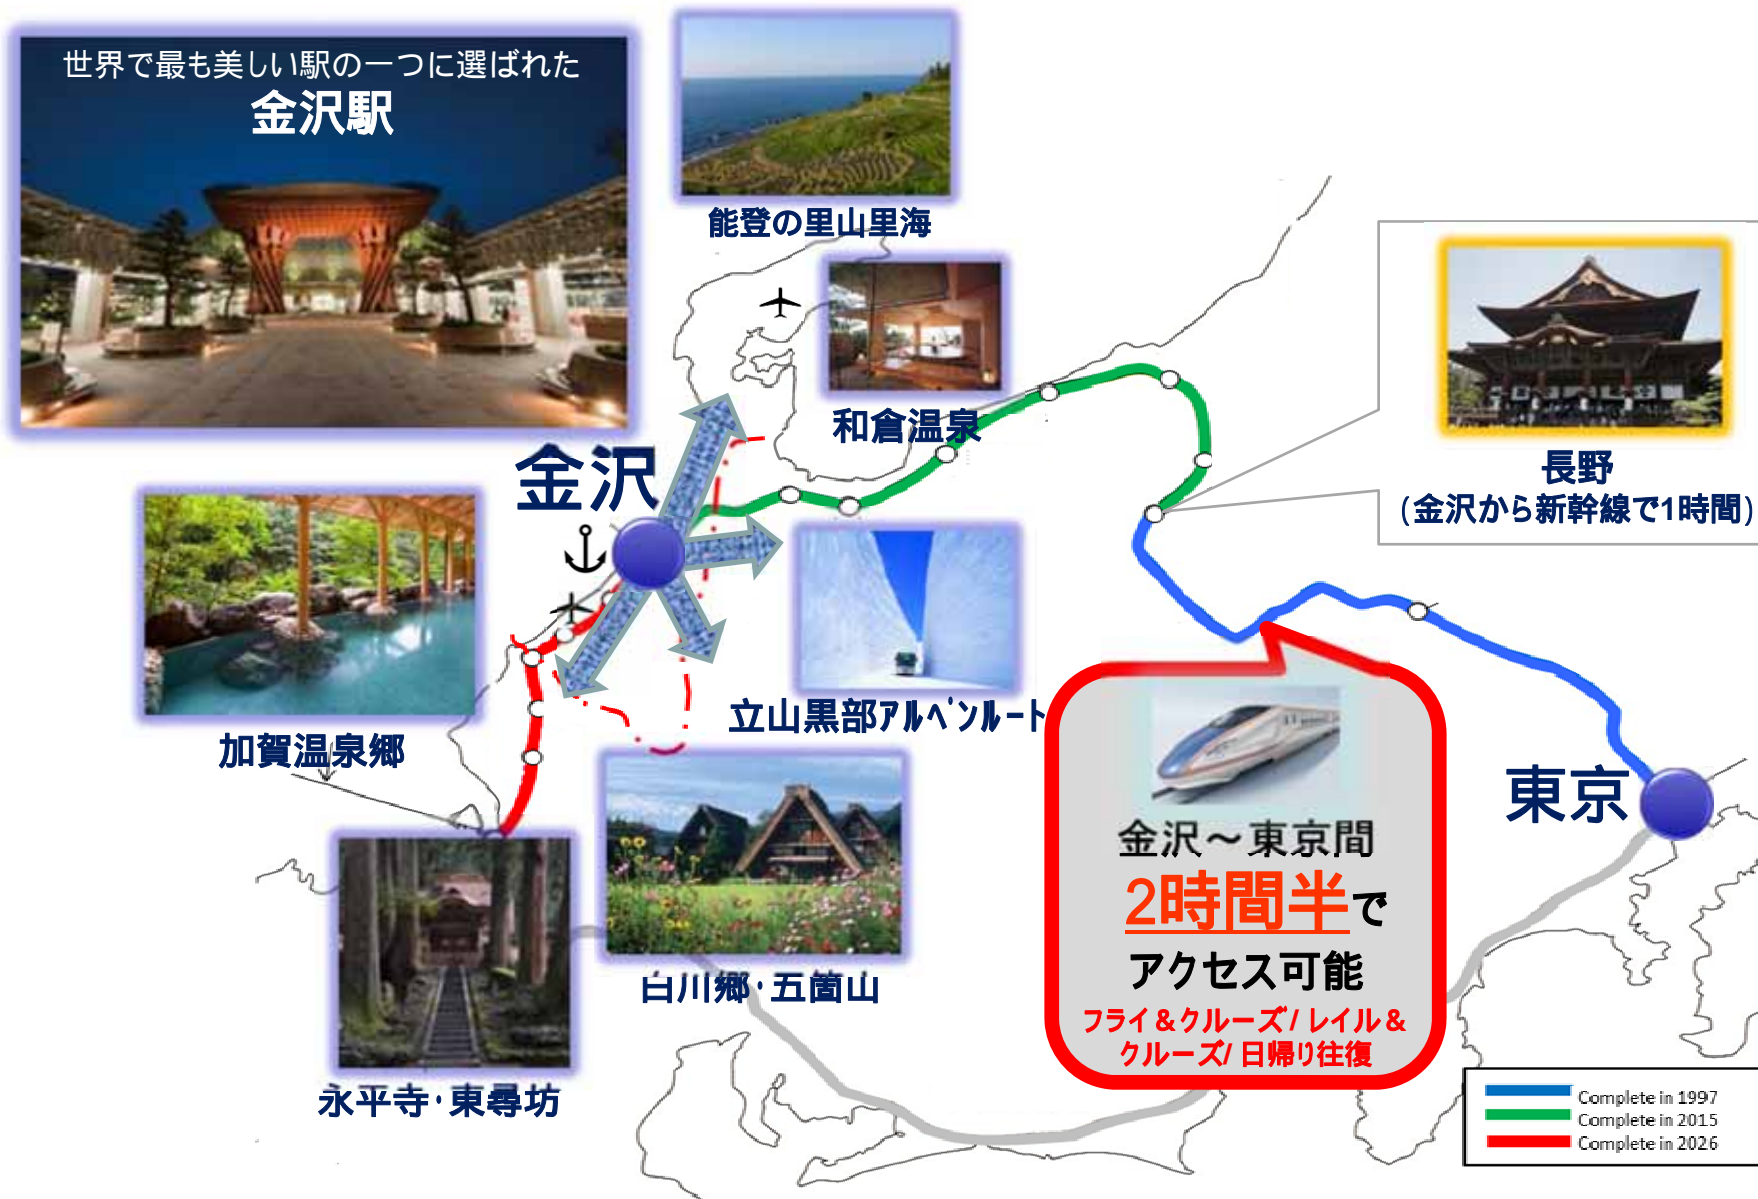 世界で最も美しい駅の一つに選ばれた
金沢駅
能登の里山里海
和倉温泉
金沢
長野
(金沢から新幹線で1時間)
加賀温泉郷
立山黒部ｱﾙﾍﾟﾝﾙｰﾄ
東京
金沢～東京間
2時間半で
アクセス可能
フライ&クルーズ/レイル&
クルーズ/日帰り往復
白川郷・五箇山
永平寺・東尋坊
Complete in 1997
Complete in 2015
Complete in 2026